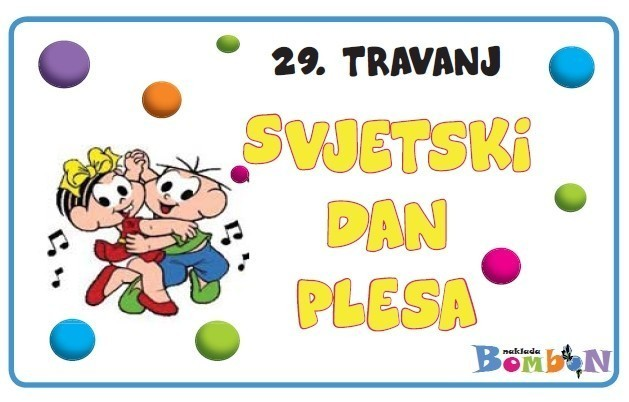 29. TRAVANJ
SVJETSKI
DAN
PLESA
naklada
BOMBON